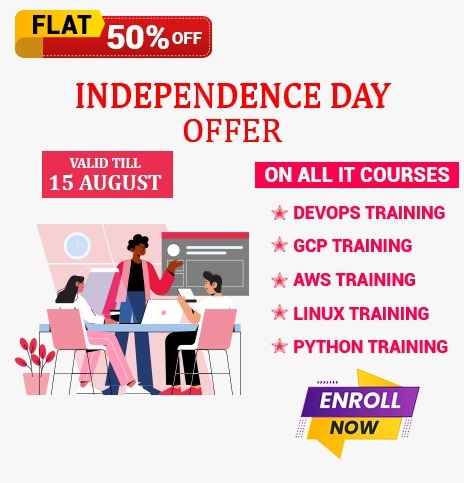 FLAT
50% OFF
INDEPENDENCE DAY
OFFER
VALID TILL
15 AUGUST
ON ALL IT COURSES
DEVOPS TRAINING
GCP TRAINING
AWS TRAINING
LINUX TRAINING
PYTHON TRAINING
ENROLL
NOW